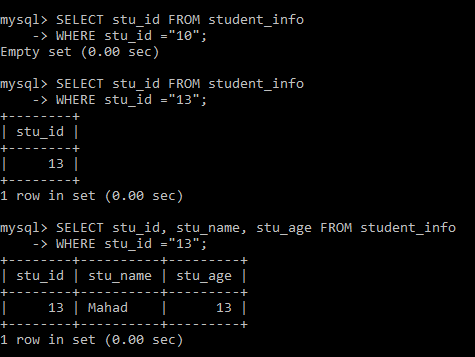 mysql> SELECT stu_id FROM student_info
    -> WHERE stu_id ="10";
Empty set (0.00 sec)

mysql> SELECT stu_id FROM student_info
    -> WHERE stu_id ="13";
+--------+
| stu_id |
+--------+
|     13 |
+--------+
1 row in set (0.00 sec)

mysql> SELECT stu_id, stu_name, stu_age FROM student_info
    -> WHERE stu_id ="13";
+--------+----------+---------+
| stu_id | stu_name | stu_age |
+--------+----------+---------+
|     13 | Mahad    |      13 |
+--------+----------+---------+
1 row in set (0.00 sec)